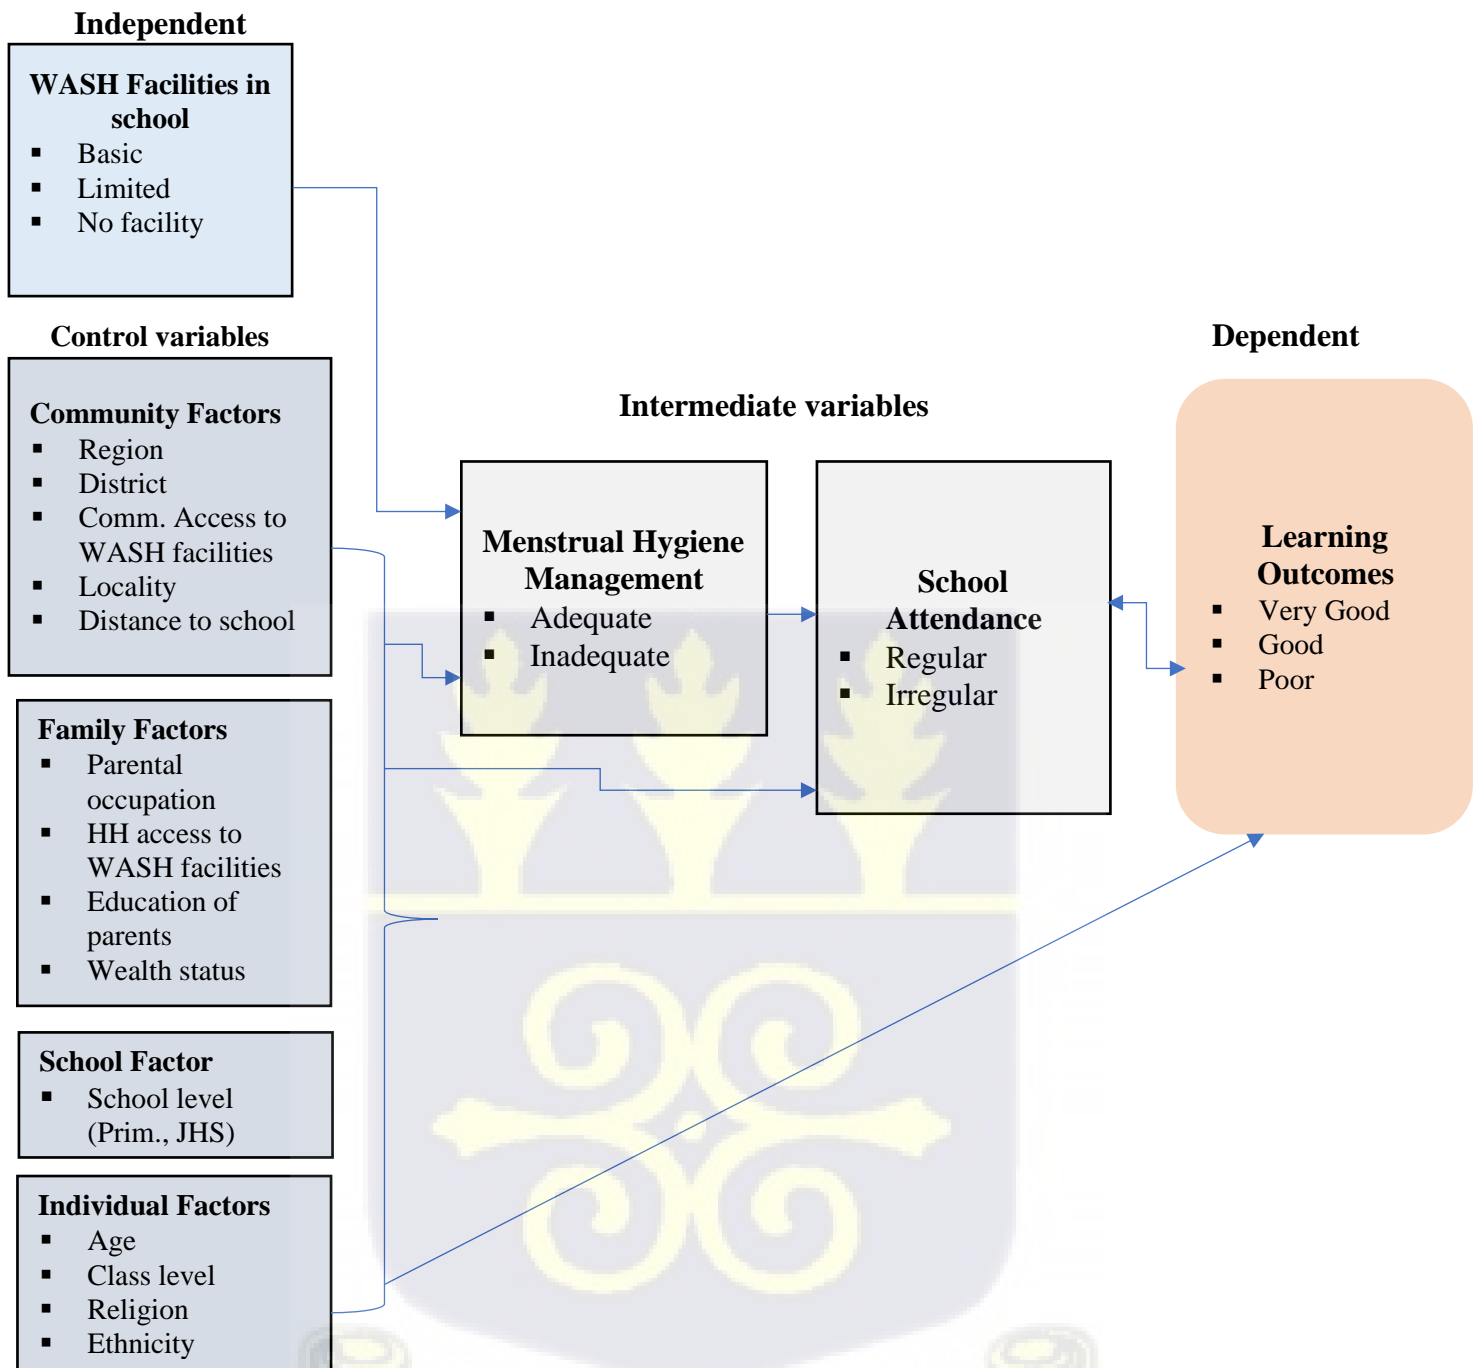 Independent
WASH Facilities in
school
▪ Basic
▪ Limited
▪ No facility
Control variables
Community Factors
▪ Region
▪ District
▪ Comm. Access to
WASH facilities
▪ Locality
▪ Distance to school
Family Factors
▪ Parental
occupation
▪ HH access to
WASH facilities
▪ Education of
parents
▪ Wealth status
School Factor
▪ School level
(Prim., JHS)
Individual Factors
▪ Age
▪ Class level
▪ Religion
▪ Ethnicity
Intermediate variables
Menstrual Hygiene
Management
▪ Adequate
▪ Inadequate
School
Attendance
▪ Regular
▪ Irregular
Dependent
Learning
Outcomes
▪ Very Good
▪ Good
▪ Poor